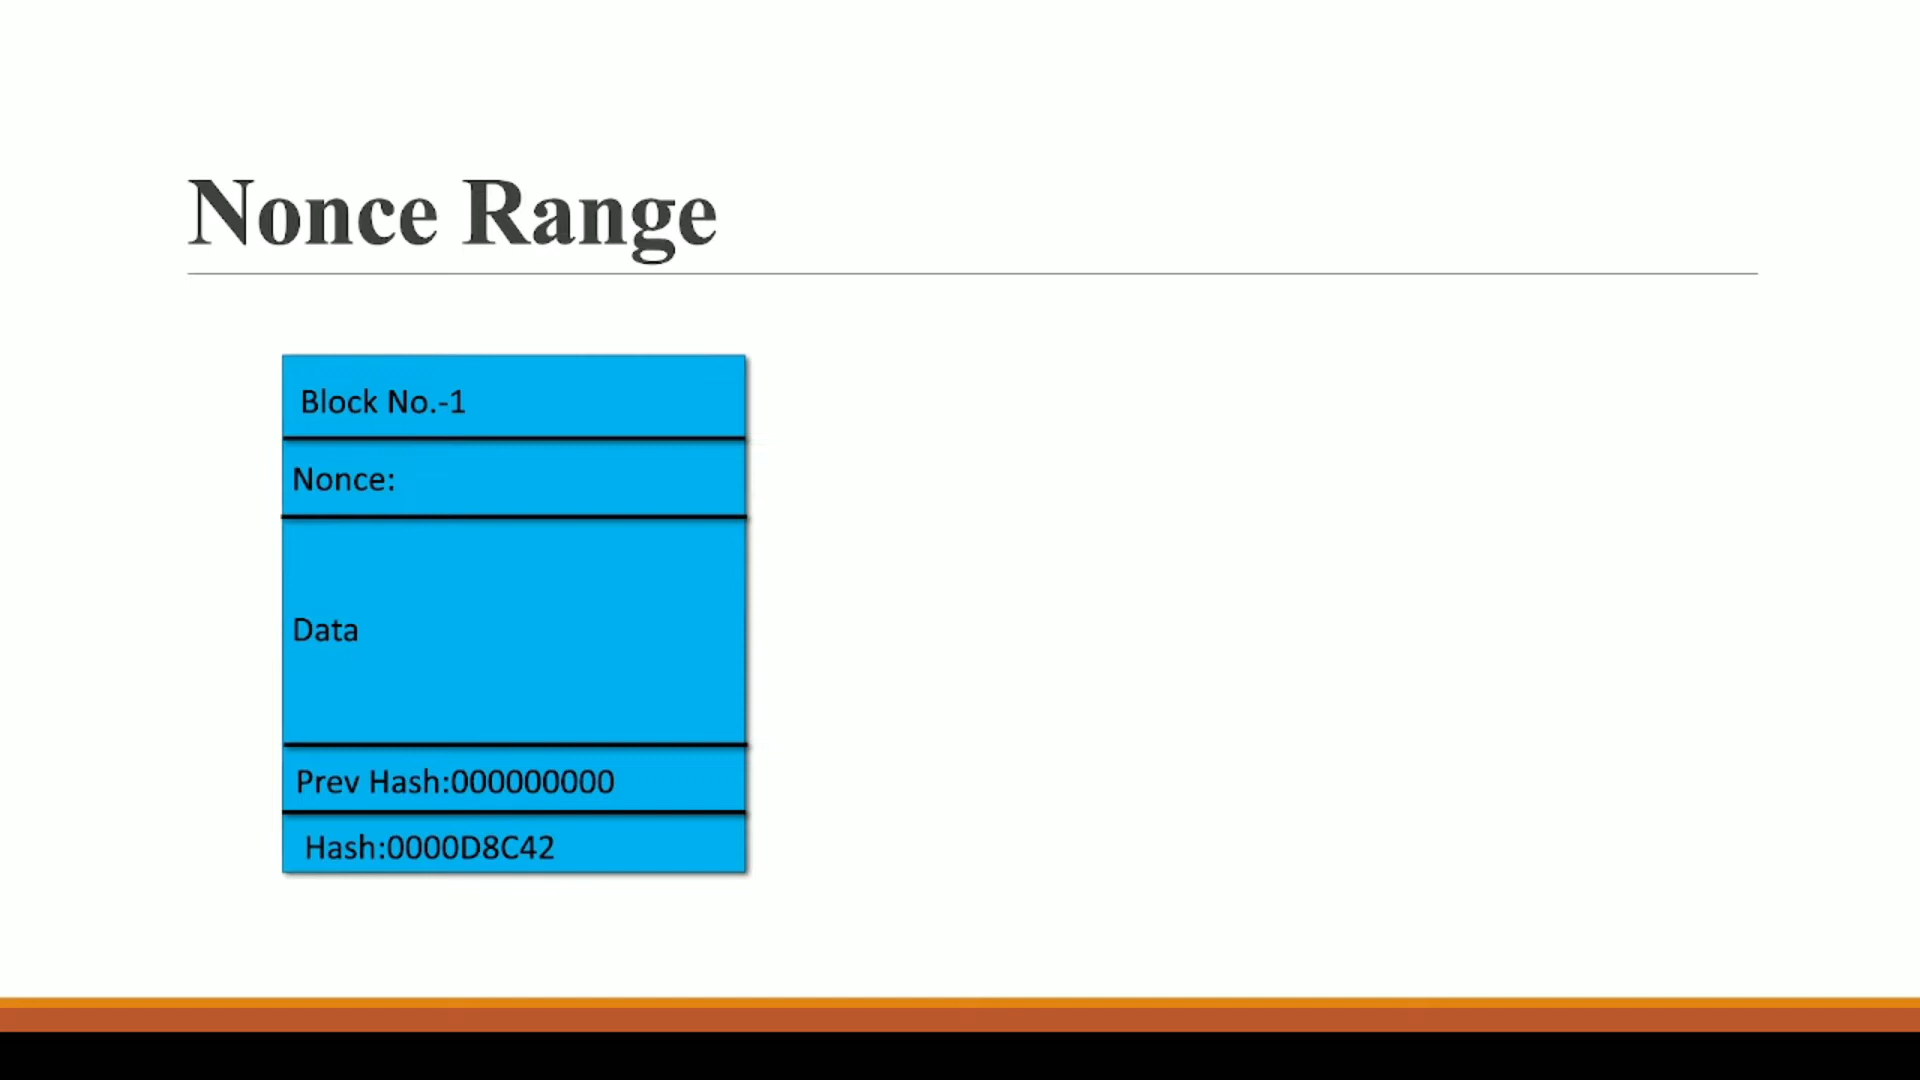 Nonce Range
Block No.-1
Nonce:
Data
Prev Hash:000000000
Hash:0000D8C42